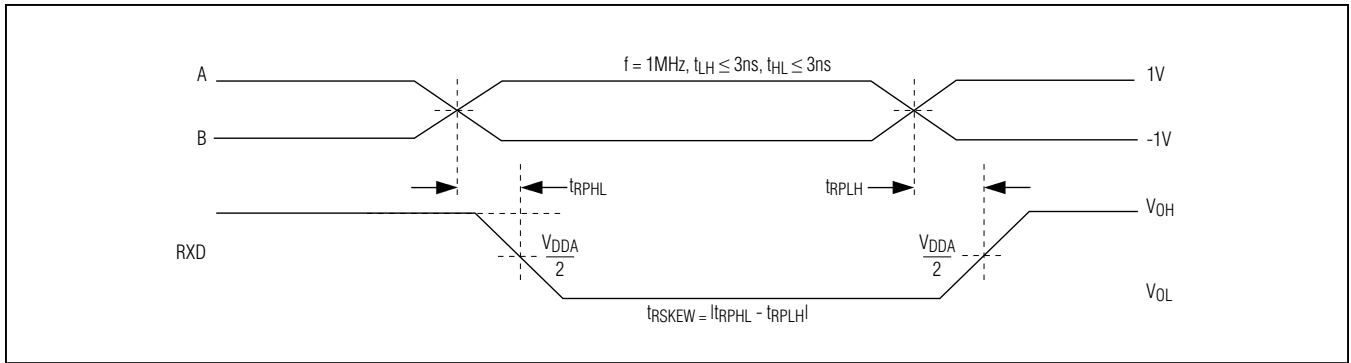 f = 1MHz, tLH ≤ 3ns, tHL ≤ 3ns
A
1V
B
-1V
tRPHL
tRPLH
VOH
RXD
VDDA
2
VDDA
2
VOL
tRSKEW = |tRPHL - tRPLH|